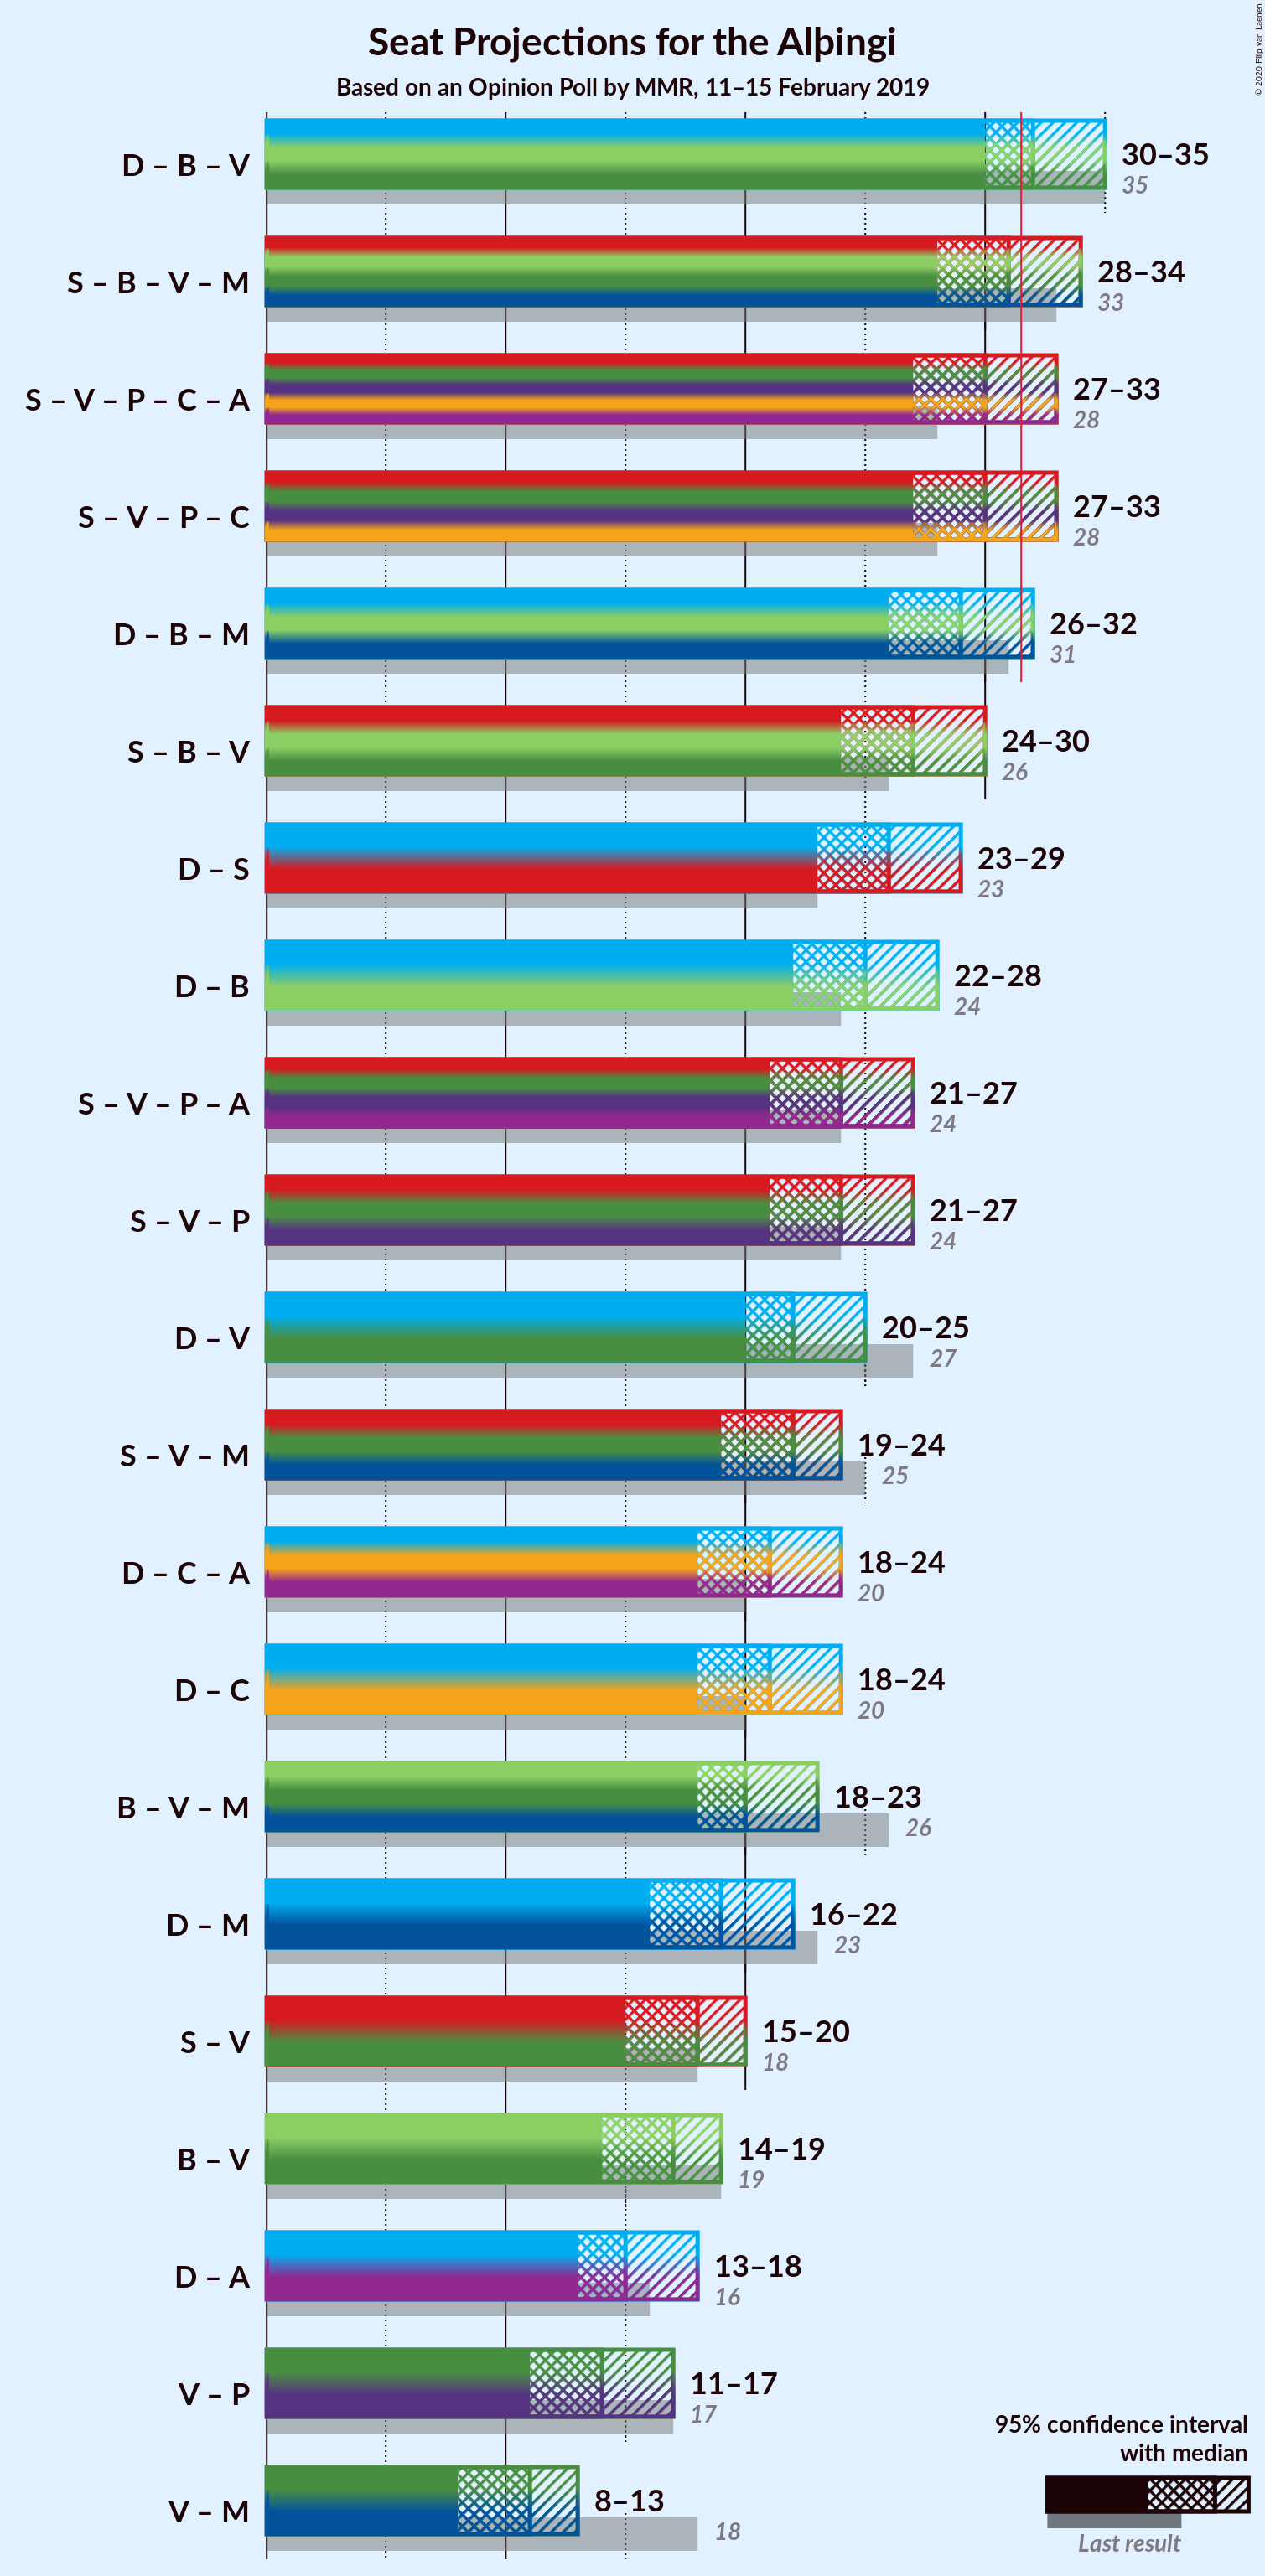 Seat Projections for the Alþingi
Based on an Opinion Poll by MMR, 11–15 February 2019
© 2020 Filip van Laenen
D – B – V
30–35
35
S – B – V – M
28–34
33
S – V – P – C – A
27–33
28
S – V – P – C
27–33
28
D – B – M
26–32
31
S – B – V
24–30
26
D – S
23–29
23
D – B
22–28
24
S – V – P – A
21–27
24
S – V – P
21–27
24
D – V
20–25
27
S – V – M
19–24
25
D – C – A
18–24
20
D – C
18–24
20
B – V – M
18–23
26
D – M
16–22
23
S – V
15–20
18
B – V
14–19
19
D – A
13–18
16
V – P
11–17
17
V – M
8–13
18
95% confidence interval
with median
Last result